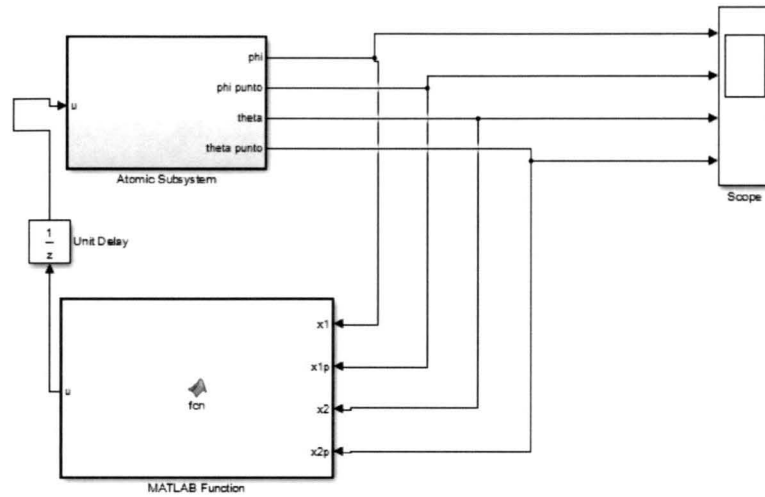 phi
phi punto
u
theta
theta punto
Atomic Subsystem
Scope
1
z
Unit Delay
x1
x1p
u
fcn
x2
x2p
MATLAB Function